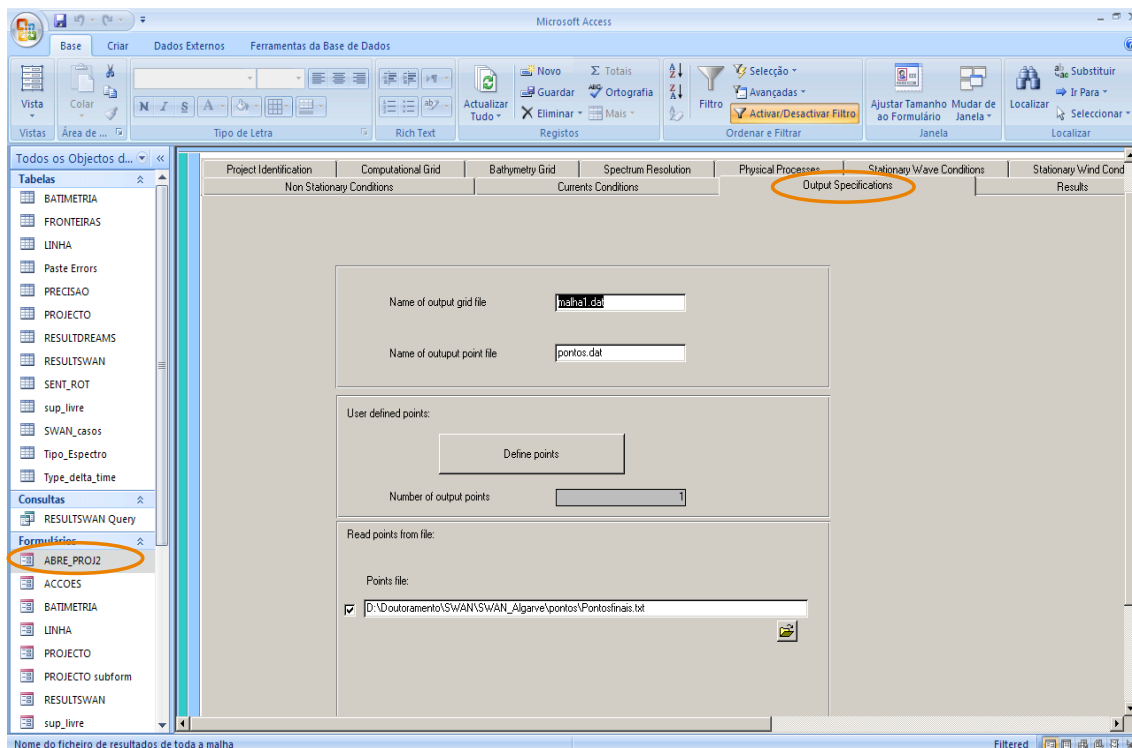 Microsoft Access
Base Criar Dados Externos Ferramentas da Base de Dados
Vista
Vistas
Colar
Área de ...
N I S A
Tipo de Letra
ab
Rich Text
Actualizar Tudo
Novo
Guardar
Eliminar
Σ Totais
Ortografia
Mais
Registos
Filtro
Selecção
Avançadas
Activar/Desactivar Filtro
Ordenar e Filtrar
Ajustar Tamanho ao Formulário
Mudar de Janela
Janela
Localizar
Substituir
Ir Para
Seleccionar
Localizar
Todos os Objectos d...
Tabelas
BATIMETRIA
FRONTEIRAS
LINHA
Paste Errors
PRECISAO
PROJECTO
RESULTDREAMS
RESULTSWAN
SENT_ROT
sup_livre
SWAN_casos
Tipo_Espectro
Type_delta_time
Consultas
RESULTSWAN Query
Formulários
ABRE_PROJ2
ACCOES
BATIMETRIA
LINHA
PROJECTO
PROJECTO subform
RESULTSWAN
sup_livre
Project Identification Computational Grid Bathymetry Grid Spectrum Resolution Physical Processes Stationary Wave Conditions Stationary Wind Cond
Non Stationary Conditions Currents Conditions Output Specifications Results
Name of output grid file malha1.dat
Name of outuput point file pontos.dat
User defined points:
Define points
Number of output points 1
Read points from file:
Points file:
D:\Doutoramento\SWAN\SWAN_Algarve\pontos\Pontosfinais.txt
Nome do ficheiro de resultados de toda a malha Filtered